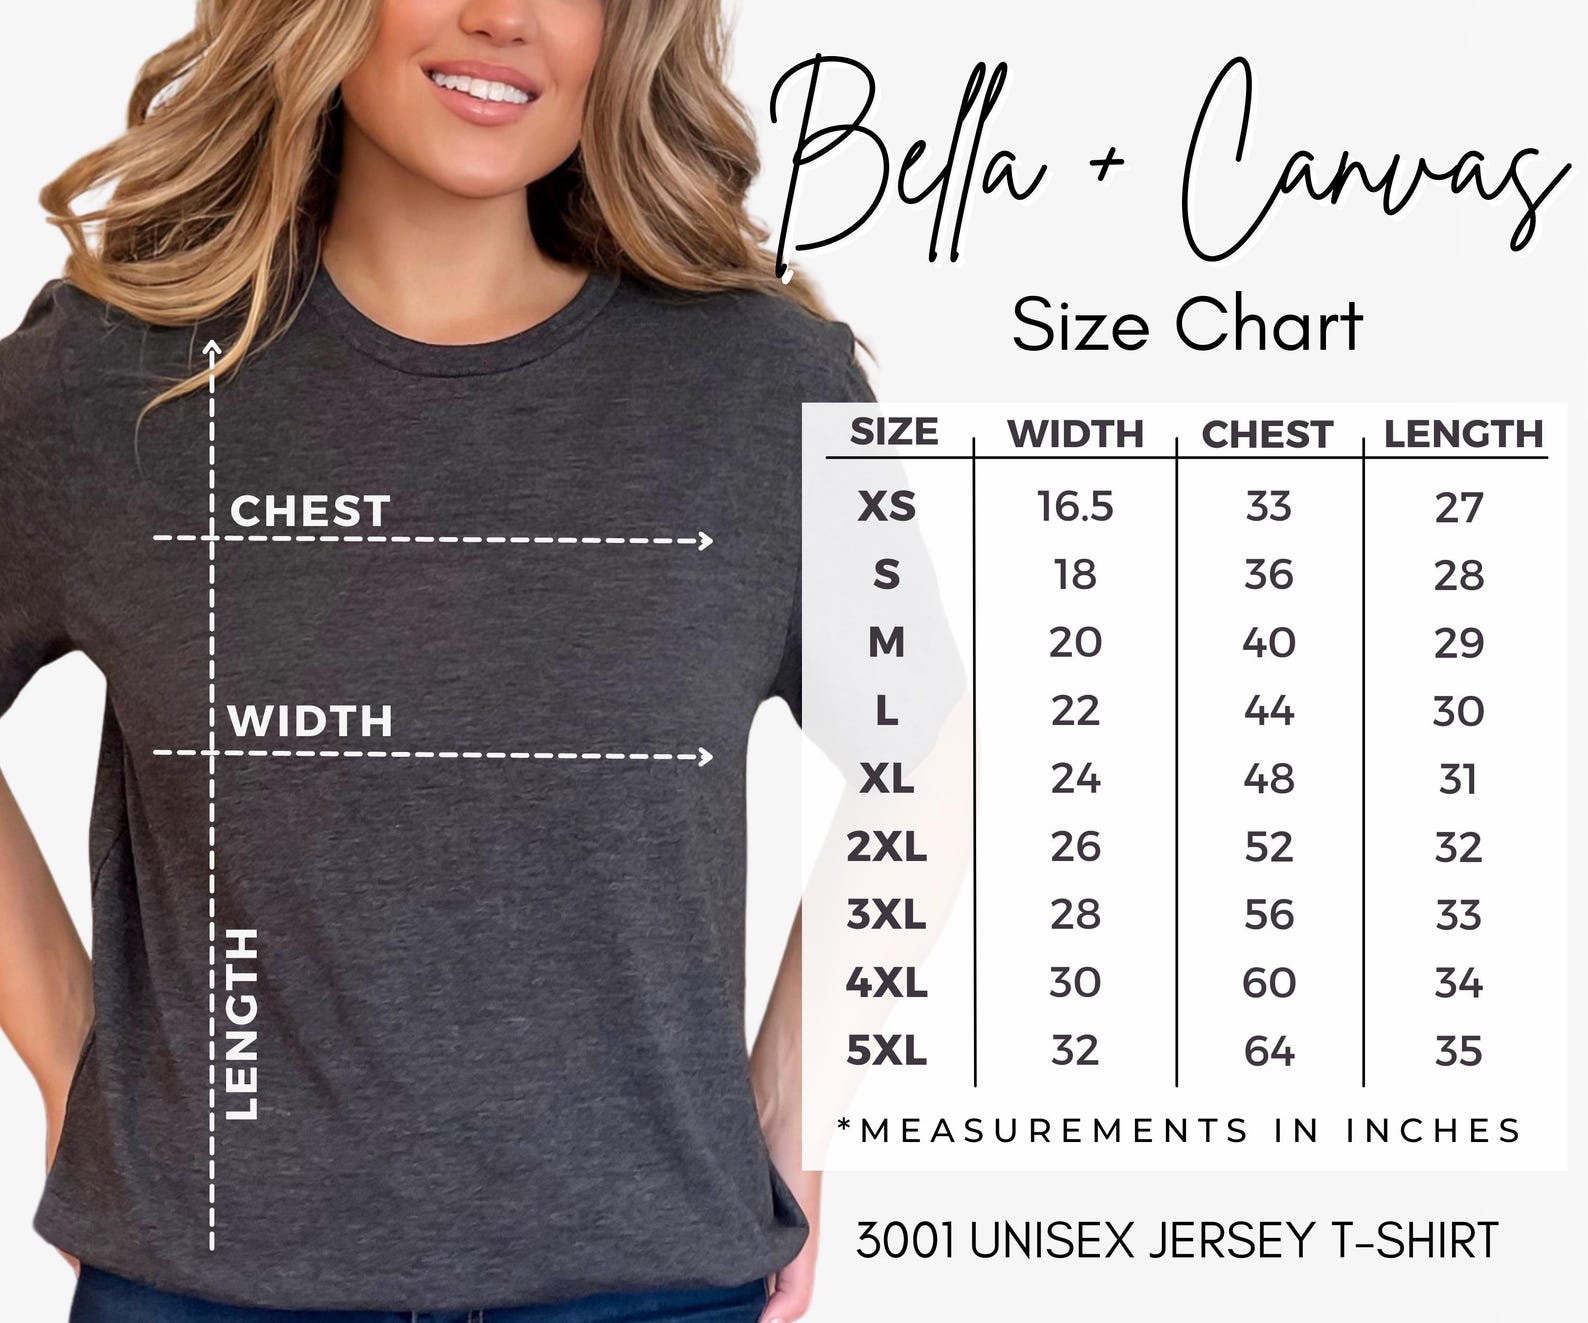 Bella + Canvas
Size Chart
SIZE WIDTH CHEST LENGTH
XS 16.5 33 27
S 18 36 28
M 20 40 29
L 22 44 30
XL 24 48 31
2XL 26 52 32
3XL 28 56 33
4XL 30 60 34
5XL 32 64 35
*MEASUREMENTS IN INCHES
3001 UNISEX JERSEY T-SHIRT
CHEST
WIDTH
LENGTH